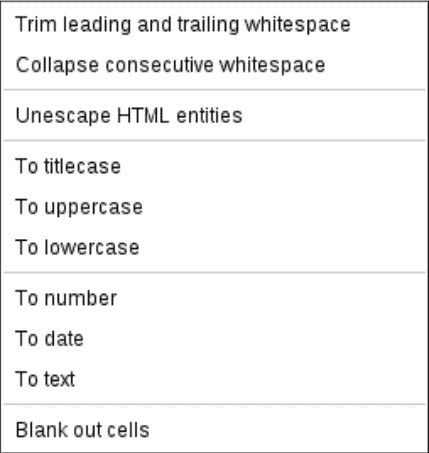 Trim leading and trailing whitespace
Collapse consecutive whitespace
Unescape HTML entities
To titlecase
To uppercase
To lowercase
To number
To date
To text
Blank out cells